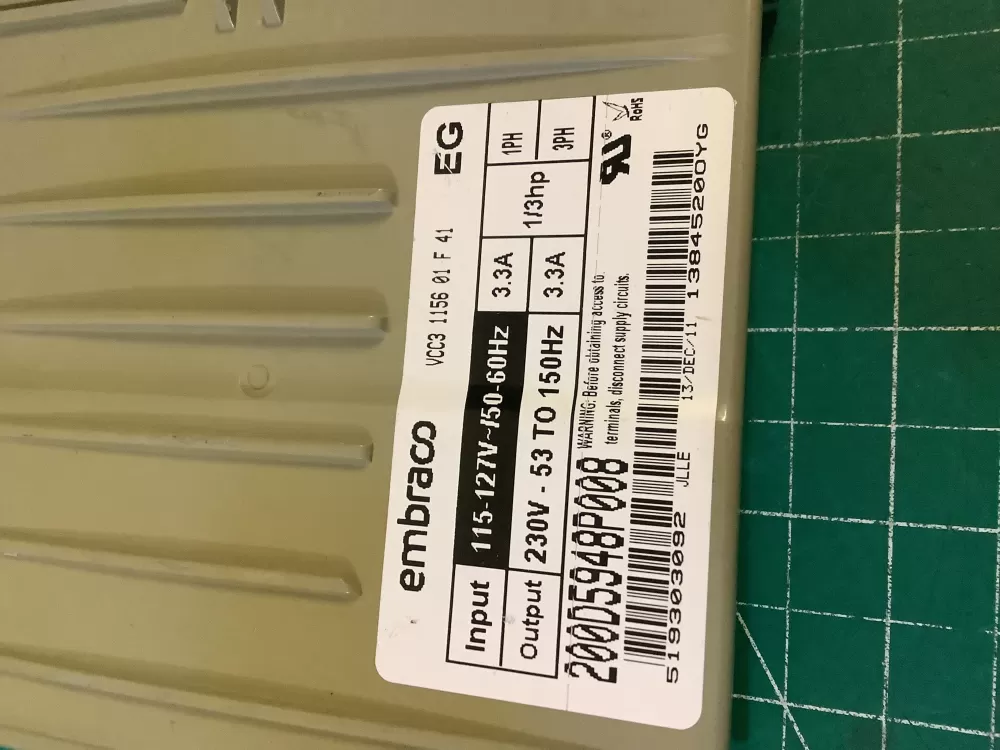 embraco
VCC3 1156 01 F 41
EG
Input 115-127V~/50-60Hz 3.3A 1/3hp 1PH
Output 230V - 53 TO 150Hz 3.3A 3PH
200D5948P008
WARNING: Before obtaining access to
terminals, disconnect supply circuits.
RoHS
519303092 JLLE 13/DEC/11 1384520OYG